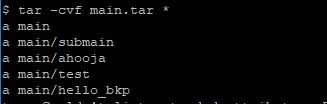 $ tar -cvf main.tar *
a main
a main/submain
a main/ahooja
a main/test
a main/hello_bkp